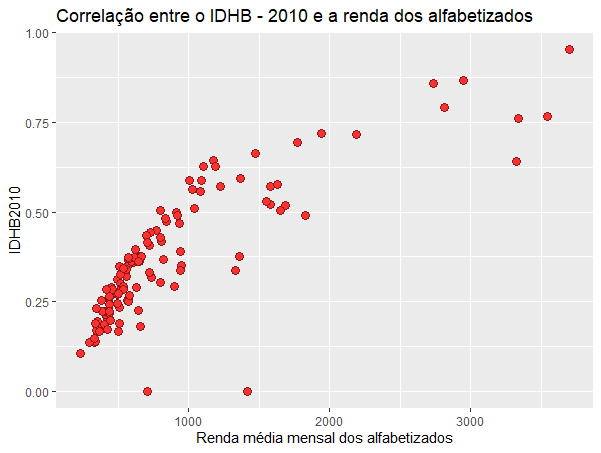 Correlação entre o IDHB - 2010 e a renda dos alfabetizados
1.00
0.75
0.50
0.25
0.00
IDHB2010
1000
2000
3000
Renda média mensal dos alfabetizados